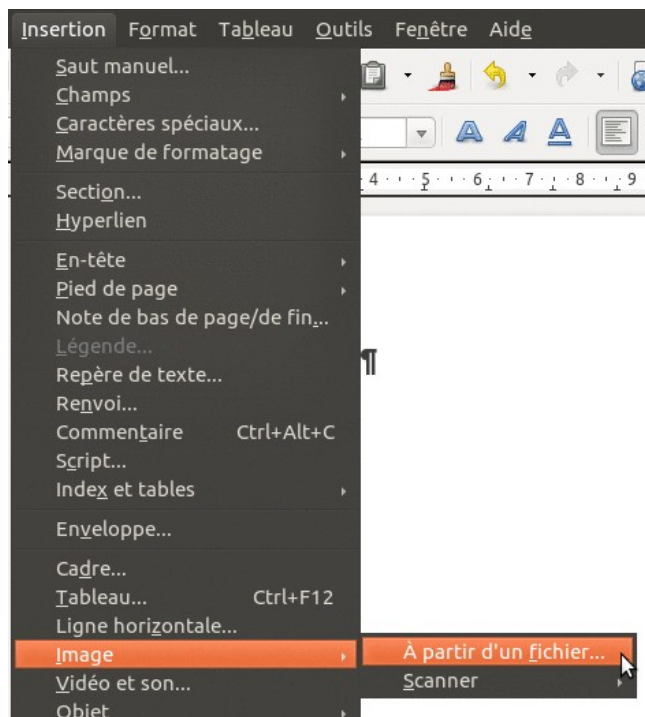 Insertion Format Tableau Outils Fenêtre Aide
Saut manuel...
Champs
Caractères spéciaux...
Marque de formatage
4 5 6 7 8 9
Section...
Hyperlien
En-tête
Pied de page
Note de bas de page/de fin...
Légende...
¶
Repère de texte...
Renvoi...
Commentaire Ctrl+Alt+C
Script...
Index et tables
Enveloppe...
Cadre...
Tableau... Ctrl+F12
Ligne horizontale...
Image À partir d'un fichier...
Vidéo et son... Scanner
Objet